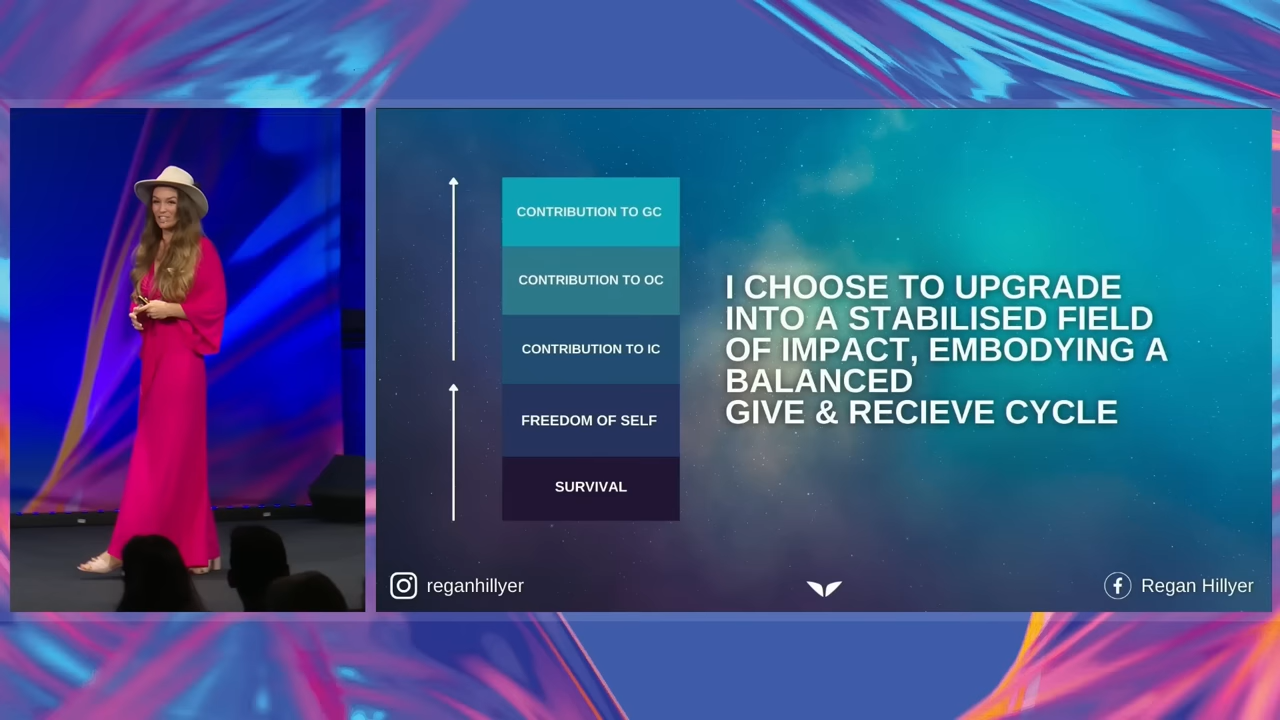 CONTRIBUTION TO GC
CONTRIBUTION TO OC
CONTRIBUTION TO IC
FREEDOM OF SELF
SURVIVAL
I CHOOSE TO UPGRADE
INTO A STABILISED FIELD
OF IMPACT, EMBODYING A
BALANCED
GIVE & RECIEVE CYCLE
reganhillyer
Regan Hillyer